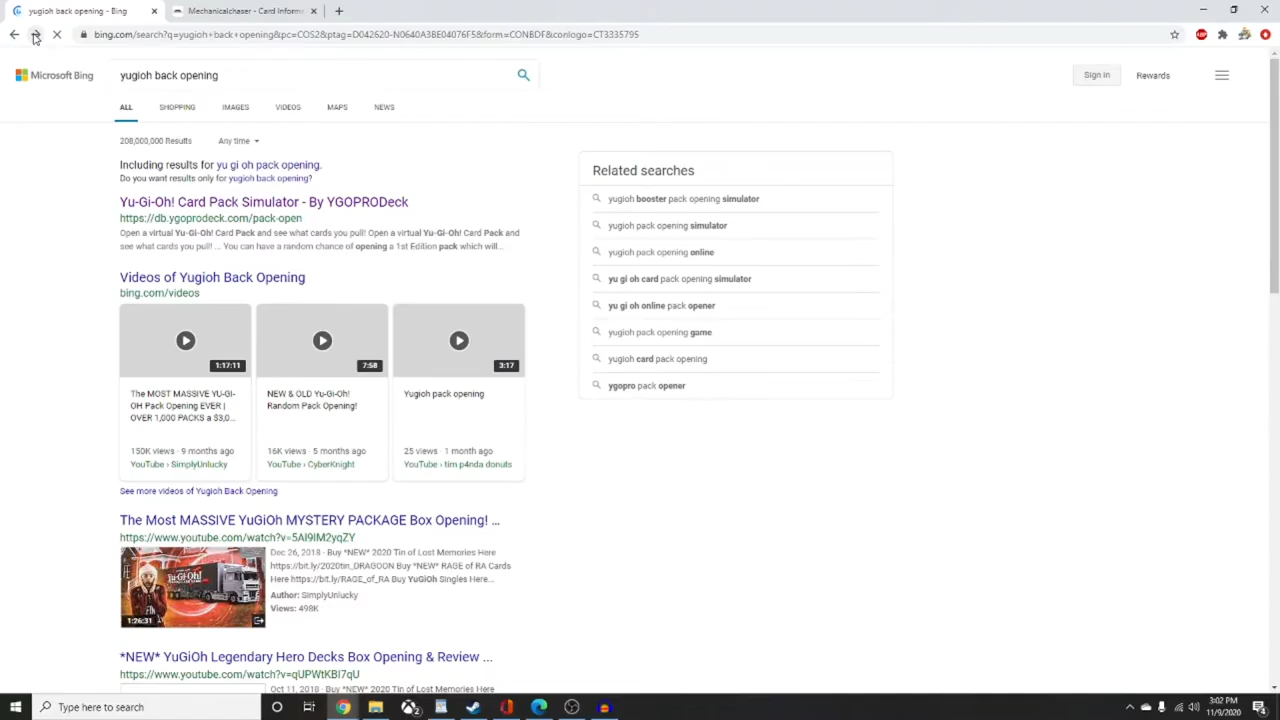 yugioh back opening - Bing
Mechanicalchaser - Card Inform
bing.com/search?q=yugioh+back+opening&pc=COS2&ptag=D042620-N0640A3BE04076F5&form=CONBDF&conlogo=CT3335795
Microsoft Bing
yugioh back opening
Sign in
Rewards
ALL
SHOPPING
IMAGES
VIDEOS
MAPS
NEWS
208,000,000 Results
Any time
Including results for yu gi oh pack opening.
Do you want results only for yugioh back opening?
Yu-Gi-Oh! Card Pack Simulator - By YGOPRODeck
https://db.ygoprodeck.com/pack-open
Open a virtual Yu-Gi-Oh! Card Pack and see what cards you pull! Open a virtual Yu-Gi-Oh! Card Pack and
see what cards you pull! ... You can have a random chance of opening a 1st Edition pack which will...
Videos of Yugioh Back Opening
bing.com/videos
1:17:11
7:58
3:17
The MOST MASSIVE YU-GI-
OH Pack Opening EVER |
OVER 1,000 PACKS a $3,0...
150K views · 9 months ago
YouTube › SimplyUnlucky
NEW & OLD Yu-Gi-Oh!
Random Pack Opening!
16K views · 5 months ago
YouTube › CyberKnight
Yugioh pack opening
25 views · 1 month ago
YouTube › tim p4nda donuts
See more videos of Yugioh Back Opening
The Most MASSIVE YuGiOh MYSTERY PACKAGE Box Opening! ...
https://www.youtube.com/watch?v=5AI9IM2yqZY
Dec 26, 2018 · Buy *NEW* 2020 Tin of Lost Memories Here
https://bit.ly/2020tin_DRAGOON Buy *NEW* RAGE of RA Cards
Here https://bit.ly/RAGE_of_RA Buy YuGiOh Singles Here...
Author: SimplyUnlucky
Views: 498K
Yu-Gi-Oh!
1:26:31
*NEW* YuGiOh Legendary Hero Decks Box Opening & Review ...
https://www.youtube.com/watch?v=qUPWtKBI7qU
Oct 11, 2018 · Buy *NEW* 2020 Tin of Lost Memories Here
Related searches
yugioh booster pack opening simulator
yugioh pack opening simulator
yugioh pack opening online
yu gi oh card pack opening simulator
yu gi oh online pack opener
yugioh pack opening game
yugioh card pack opening
ygopro pack opener
Type here to search
2
3:02 PM
11/9/2020
4